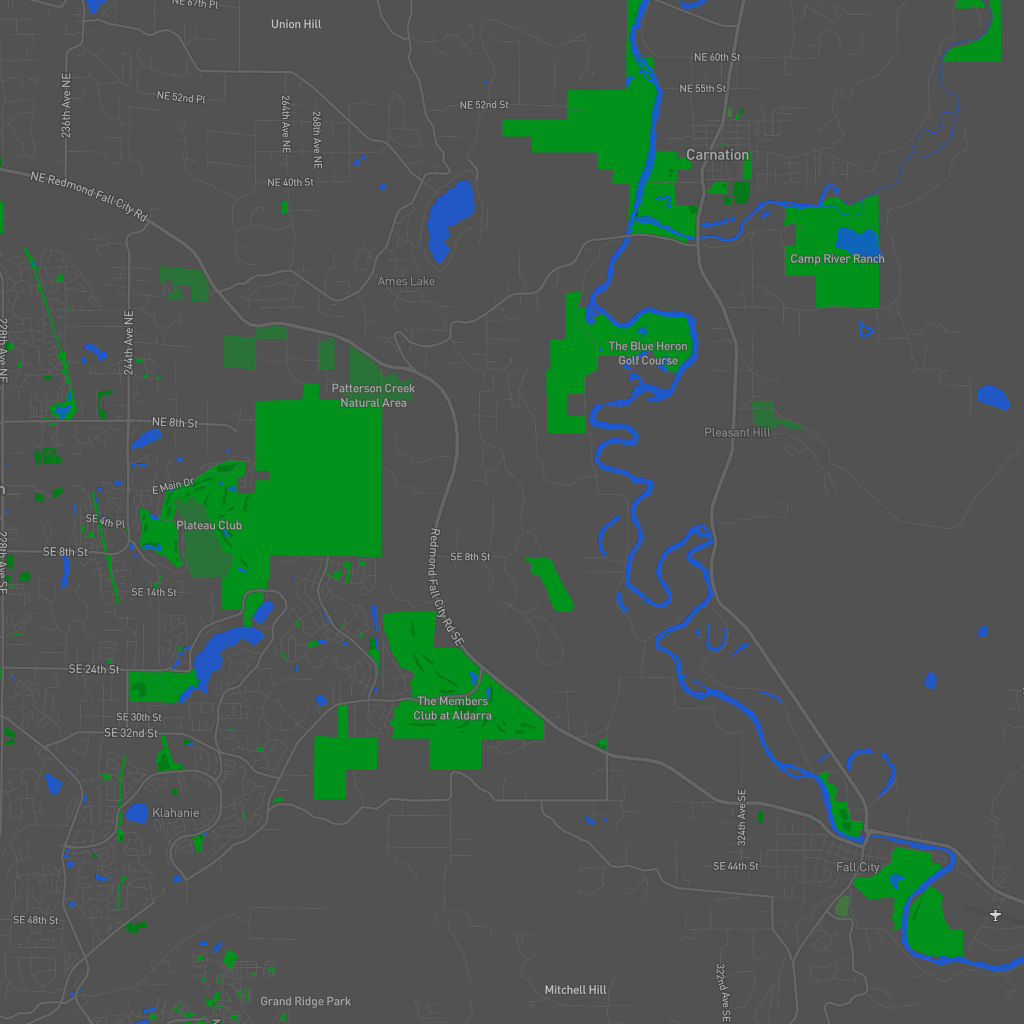 NE 67th Pl
Union Hill
NE 60th St
NE 55th St
236th Ave NE
NE 52nd Pl
264th Ave NE
268th Ave NE
NE 52nd St
Carnation
NE 40th St
NE Redmond Fall City Rd
Camp River Ranch
Ames Lake
228th Ave NE
244th Ave NE
The Blue Heron
Golf Course
Patterson Creek
Natural Area
NE 8th St
Pleasant Hill
E Main Dr
SE 4th Pl
Plateau Club
228th Ave SE
SE 8th St
SE 8th St
Redmond Fall City Rd SE
SE 14th St
SE 24th St
The Members
Club at Aldarra
SE 30th St
SE 32nd St
Klahanie
324th Ave SE
SE 44th St
Fall City
SE 48th St
Mitchell Hill
322nd Ave SE
Grand Ridge Park